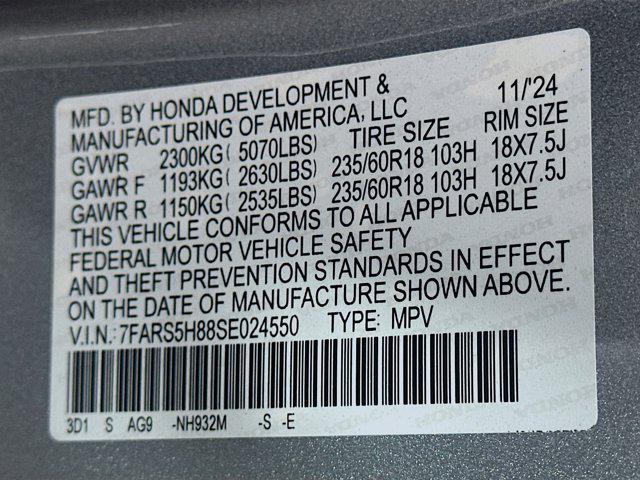 MFD. BY HONDA DEVELOPMENT & 11/'24
MANUFACTURING OF AMERICA, LLC
GVWR 2300KG( 5070LBS) TIRE SIZE RIM SIZE
GAWR F 1193KG( 2630LBS) 235/60R18 103H 18X7.5J
GAWR R 1150KG( 2535LBS) 235/60R18 103H 18X7.5J
THIS VEHICLE CONFORMS TO ALL APPLICABLE
FEDERAL MOTOR VEHICLE SAFETY
AND THEFT PREVENTION STANDARDS IN EFFECT
ON THE DATE OF MANUFACTURE SHOWN ABOVE.
V.I.N.: 7FARS5H88SE024550 TYPE: MPV
3D1 S AG9 -NH932M -S -E